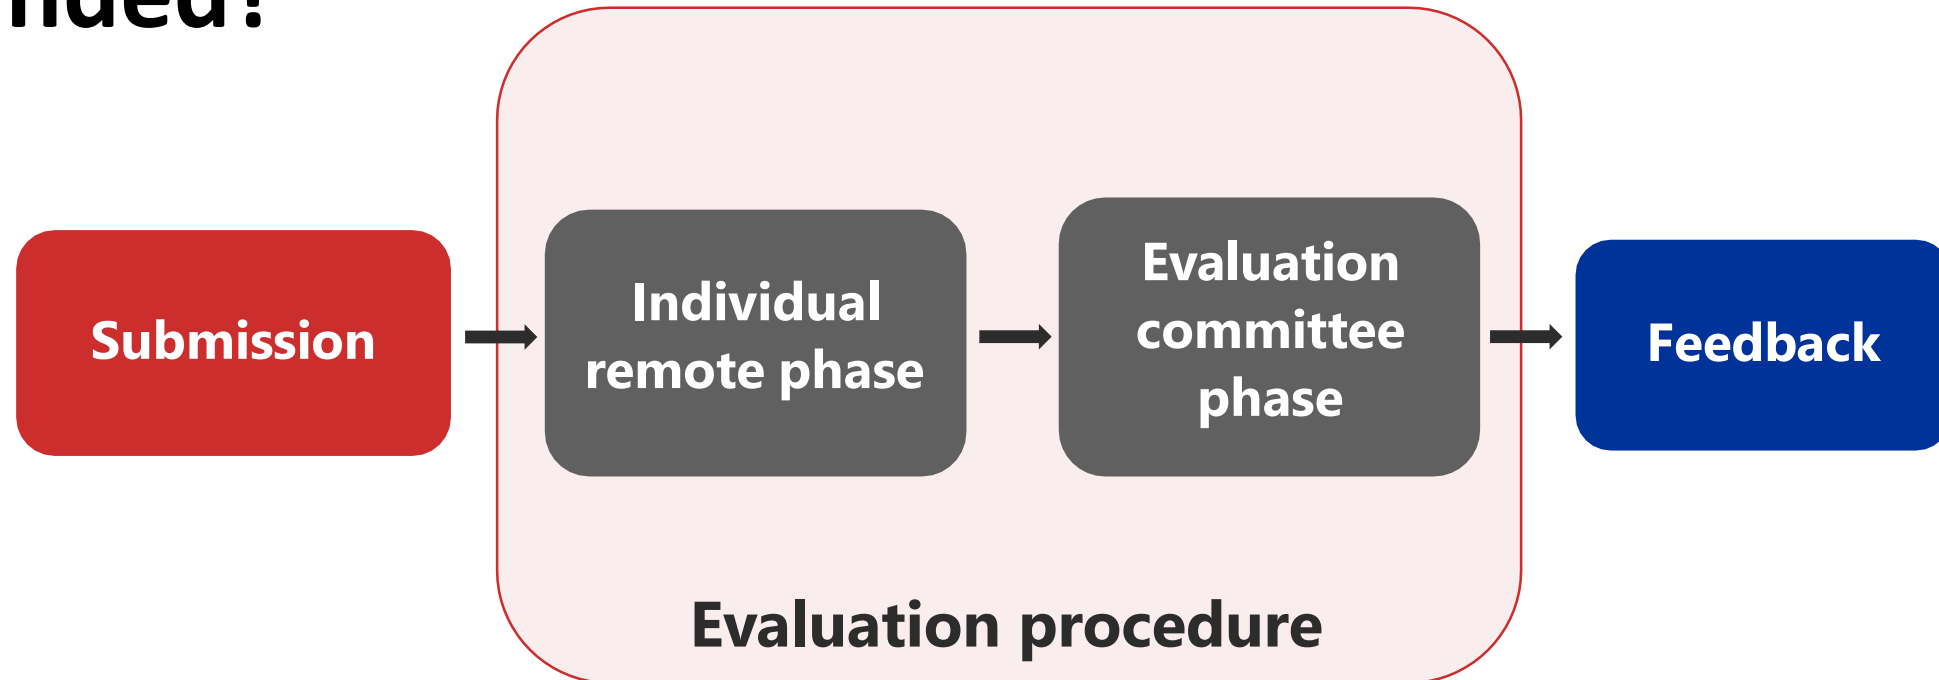 Submission
Individual
remote phase
Evaluation
committee
phase
Feedback
Evaluation procedure